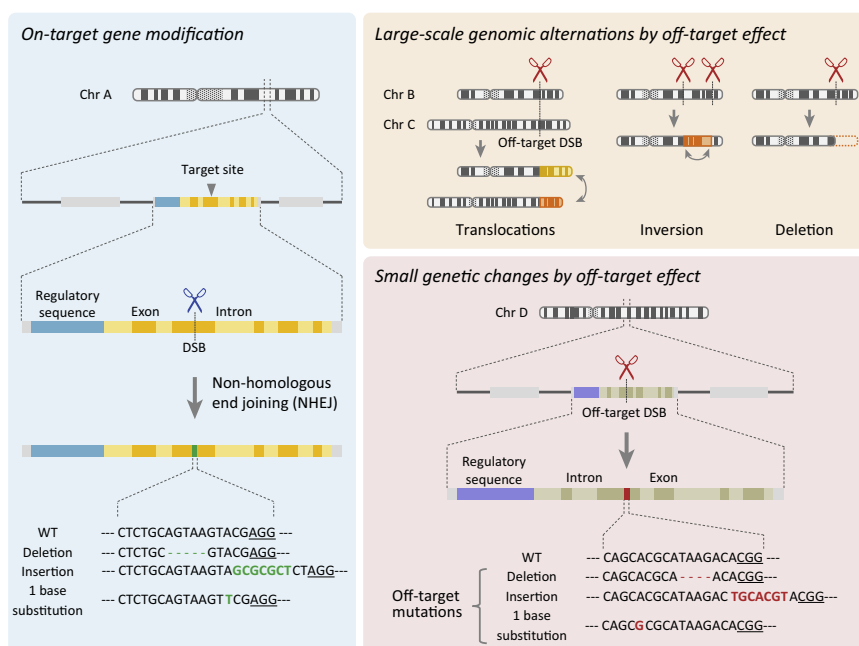 On-target gene modification
Chr A
Target site
Regulatory
sequence
Exon
Intron
DSB
Non-homologous
end joining (NHEJ)
WT
--- CTCTGCAGTAAGTACGAGG ---
Deletion
--- CTCTGC - - - - - GTACGAGG---
Insertion
--- CTCTGCAGTAAGTAGCGCGCTCTAGG---
1 base
substitution
--- CTCTGCAGTAAGTTCGAGG---
Large-scale genomic alternations by off-target effect
Chr B
Chr C
Off-target DSB
Translocations
Inversion
Deletion
Small genetic changes by off-target effect
Chr D
Off-target DSB
Regulatory
sequence
Intron
Exon
Off-target
mutations
WT
--- CAGCACGCATAAGACACGG ---
Deletion
--- CAGCACGCA - - - - ACACGG---
Insertion
--- CAGCACGCATAAGAC TGCACGTACGG---
1 base
substitution
--- CAGCGCGCATAAGACACGG---